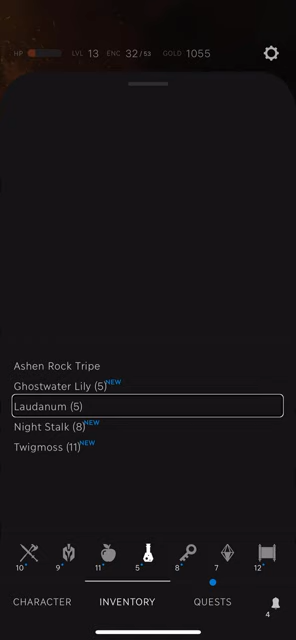 HP LVL 13 ENC 32/53 GOLD 1055
Ashen Rock Tripe
Ghostwater Lily (5) NEW
Laudanum (5)
Night Stalk (8) NEW
Twigmoss (11) NEW
10 9 11 5 8 7 12
CHARACTER INVENTORY QUESTS 4